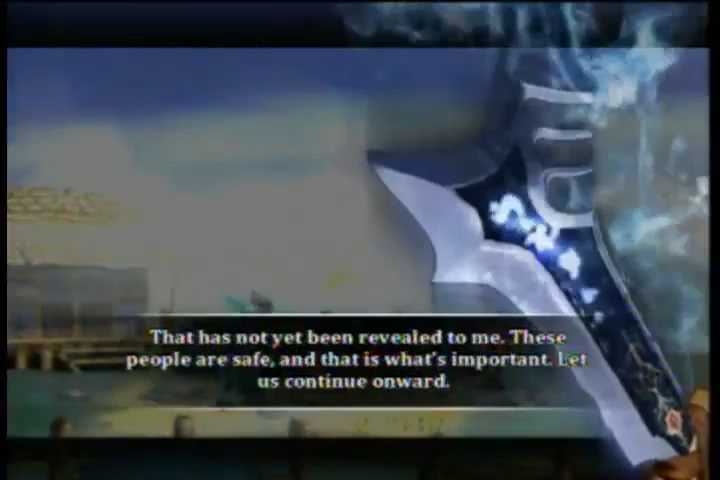 That has not yet been revealed to me. These
people are safe, and that is what's important. Let
us continue onward.